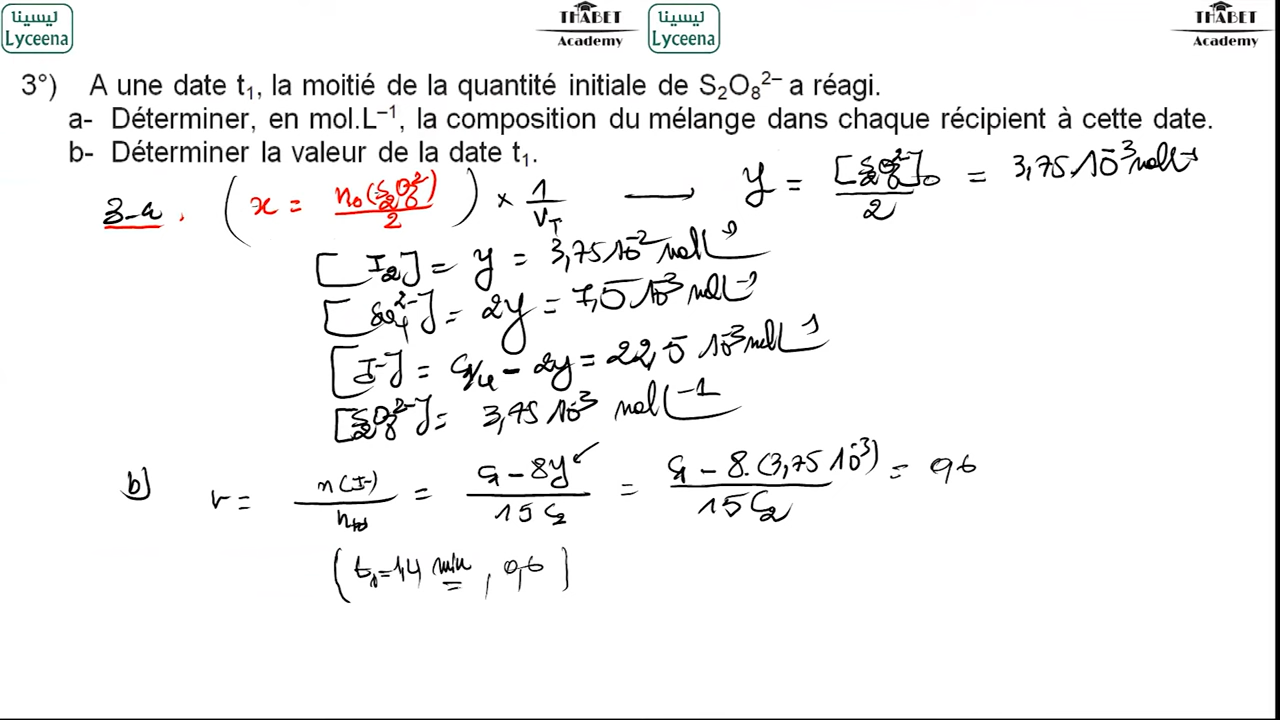 ليسينا Lyceena THABET Academy ليسينا Lyceena THABET Academy
3°) A une date t₁, la moitié de la quantité initiale de S₂O₈²⁻ a réagi.
a- Déterminer, en mol.L⁻¹, la composition du mélange dans chaque récipient à cette date.
b- Déterminer la valeur de la date t₁.
3-a. (x = n₀(S₂O₈²⁻)/2) × 1/V_T → y = [S₂O₈²⁻]₀/2 = 3,75 10⁻³ mol L⁻¹
[I₂] = y = 3,75 10⁻² mol L⁻¹
[SO₄²⁻] = 2y = 7,5 10⁻³ mol L⁻¹
[I⁻] = C₁/4 - 2y = 22,5 10⁻³ mol L⁻¹
[S₂O₈²⁻] = 3,75 10⁻³ mol L⁻¹
b) r = n(I⁻)/ = C₁ - 8y/15 C₂ = C₁ - 8.(3,75 10⁻³)/15 C₂ = 0,6
(t₁ = 14 min, 0,6)